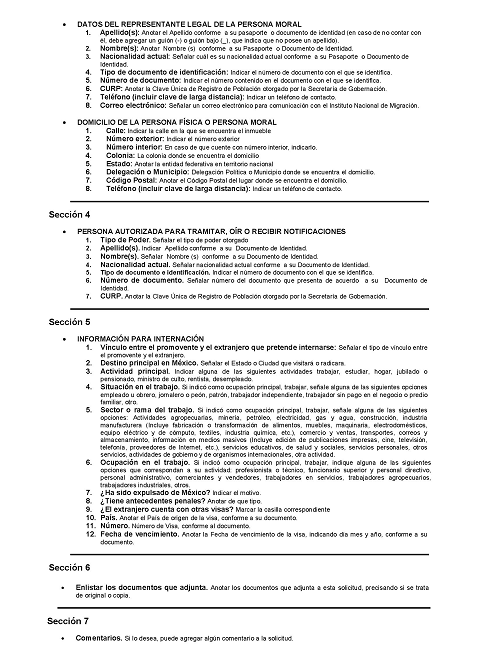 • DATOS DEL REPRESENTANTE LEGAL DE LA PERSONA MORAL
1. Apellido(s): Anotar el Apellido conforme a su pasaporte o documento de identidad (en caso de no contar con
él, debe agregar un guión (-) o guión bajo (_), que indica que no posee un apellido).
2. Nombre(s): Anotar Nombre (s) conforme a su Pasaporte o Documento de Identidad.
3. Nacionalidad actual: Señalar cuál es su nacionalidad actual conforme a su Pasaporte o Documento de
Identidad.
4. Tipo de documento de identificación: Indicar el número de documento con el que se identifica.
5. Número de documento: Indicar el número contenido en el documento con el que se identifica.
6. CURP: Anotar la Clave Única de Registro de Población otorgado por la Secretaría de Gobernación.
7. Teléfono (incluir clave de larga distancia): Indicar un teléfono de contacto.
8. Correo electrónico: Señalar un correo electrónico para comunicación con el Instituto Nacional de Migración.
• DOMICILIO DE LA PERSONA FÍSICA O PERSONA MORAL
1. Calle: Indicar la calle en la que se encuentra el inmueble
2. Número exterior: Indicar el número exterior
3. Número interior: En caso de que cuente con número interior, indicarlo.
4. Colonia: La colonia donde se encuentra el domicilio
5. Estado: Anotar la entidad federativa en territorio nacional
6. Delegación o Municipio: Delegación Política o Municipio donde se encuentra el domicilio.
7. Código Postal: Anotar el Código Postal del lugar donde se encuentra el domicilio.
8. Teléfono (incluir clave de larga distancia): Indicar un teléfono de contacto.
Sección 4
• PERSONA AUTORIZADA PARA TRAMITAR, OÍR O RECIBIR NOTIFICACIONES
1. Tipo de Poder. Señalar el tipo de poder otorgado
2. Apellido(s). Indicar Apellido conforme a su Documento de Identidad.
3. Nombre(s). Señalar Nombre (s) conforme a su Documento de Identidad.
4. Nacionalidad actual. Señalar nacionalidad actual conforme a su Documento de Identidad.
5. Tipo de documento e identificación. Indicar el número de documento con el que se identifica.
6. Número de documento. Señalar número del documento que presenta de acuerdo a su Documento de
Identidad.
7. CURP. Anotar la Clave Única de Registro de Población otorgado por la Secretaría de Gobernación.
Sección 5
• INFORMACIÓN PARA INTERNACIÓN
1. Vínculo entre el promovente y el extranjero que pretende internarse: Señalar el tipo de vínculo entre
el promovente y el extranjero.
2. Destino principal en México. Señalar el Estado o Ciudad que visitará o radicara.
3. Actividad principal. Indicar alguna de las siguientes actividades trabajar, estudiar, hogar, jubilado o
pensionado, ministro de culto, rentista, desempleado.
4. Situación en el trabajo. Si indicó como ocupación principal, trabajar, señale alguna de las siguientes opciones
empleado u obrero, jornalero o peón, patrón, trabajador independiente, trabajador sin pago en el negocio o predio
familiar, otro.
5. Sector o rama del trabajo. Si indicó como ocupación principal, trabajar, señale alguna de las siguientes
opciones: Actividades agropecuarias, minería, petróleo, electricidad, gas y agua, construcción, industria
manufacturera (Incluye fabricación o transformación de alimentos, muebles, maquinaria, electrodomésticos,
equipo eléctrico y de cómputo, textiles, industria química, etc.), comercio y ventas, transportes, correos y
almacenamiento, información en medios masivos (Incluye edición de publicaciones impresas, cine, televisión,
telefonía, proveedores de Internet, etc.), servicios educativos, de salud y sociales, servicios personales, otros
servicios, actividades de gobierno y de organismos internacionales, otra actividad.
6. Ocupación en el trabajo. Si indicó como ocupación principal, trabajar, indique alguna de las siguientes
opciones que correspondan a su actividad: profesionista o técnico, funcionario superior y personal directivo,
personal administrativo, comerciantes y vendedores, trabajadores en servicios, trabajadores agropecuarios,
trabajadores industriales, otros.
7. ¿Ha sido expulsado de México? Indicar el motivo.
8. ¿Tiene antecedentes penales? Anotar de que tipo.
9. ¿El extranjero cuenta con otras visas? Marcar la casilla correspondiente
10. País. Anotar el País de origen de la visa, conforme a su documento.
11. Número. Número de Visa, conforme al documento.
12. Fecha de vencimiento. Anotar la Fecha de vencimiento de la visa, indicando día mes y año, conforme a su
documento.
Sección 6
• Enlistar los documentos que adjunta. Anotar los documentos que adjunta a esta solicitud, precisando si se trata
de original o copia.
Sección 7
• Comentarios. Si lo desea, puede agregar algún comentario a la solicitud.